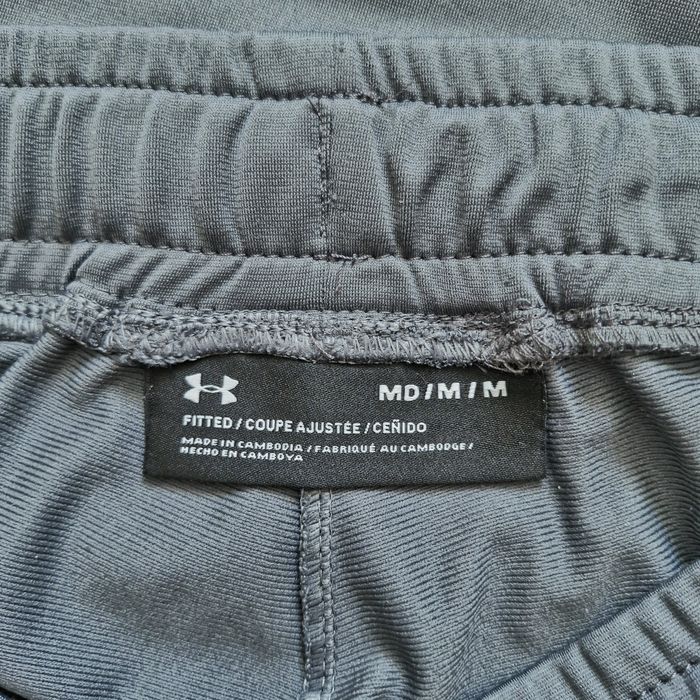 MD/M/M
FITTED/COUPE AJUSTÉE/CEÑIDO
MADE IN CAMBODIA/FABRIQUÉ AU CAMBODGE/
HECHO EN CAMBOYA